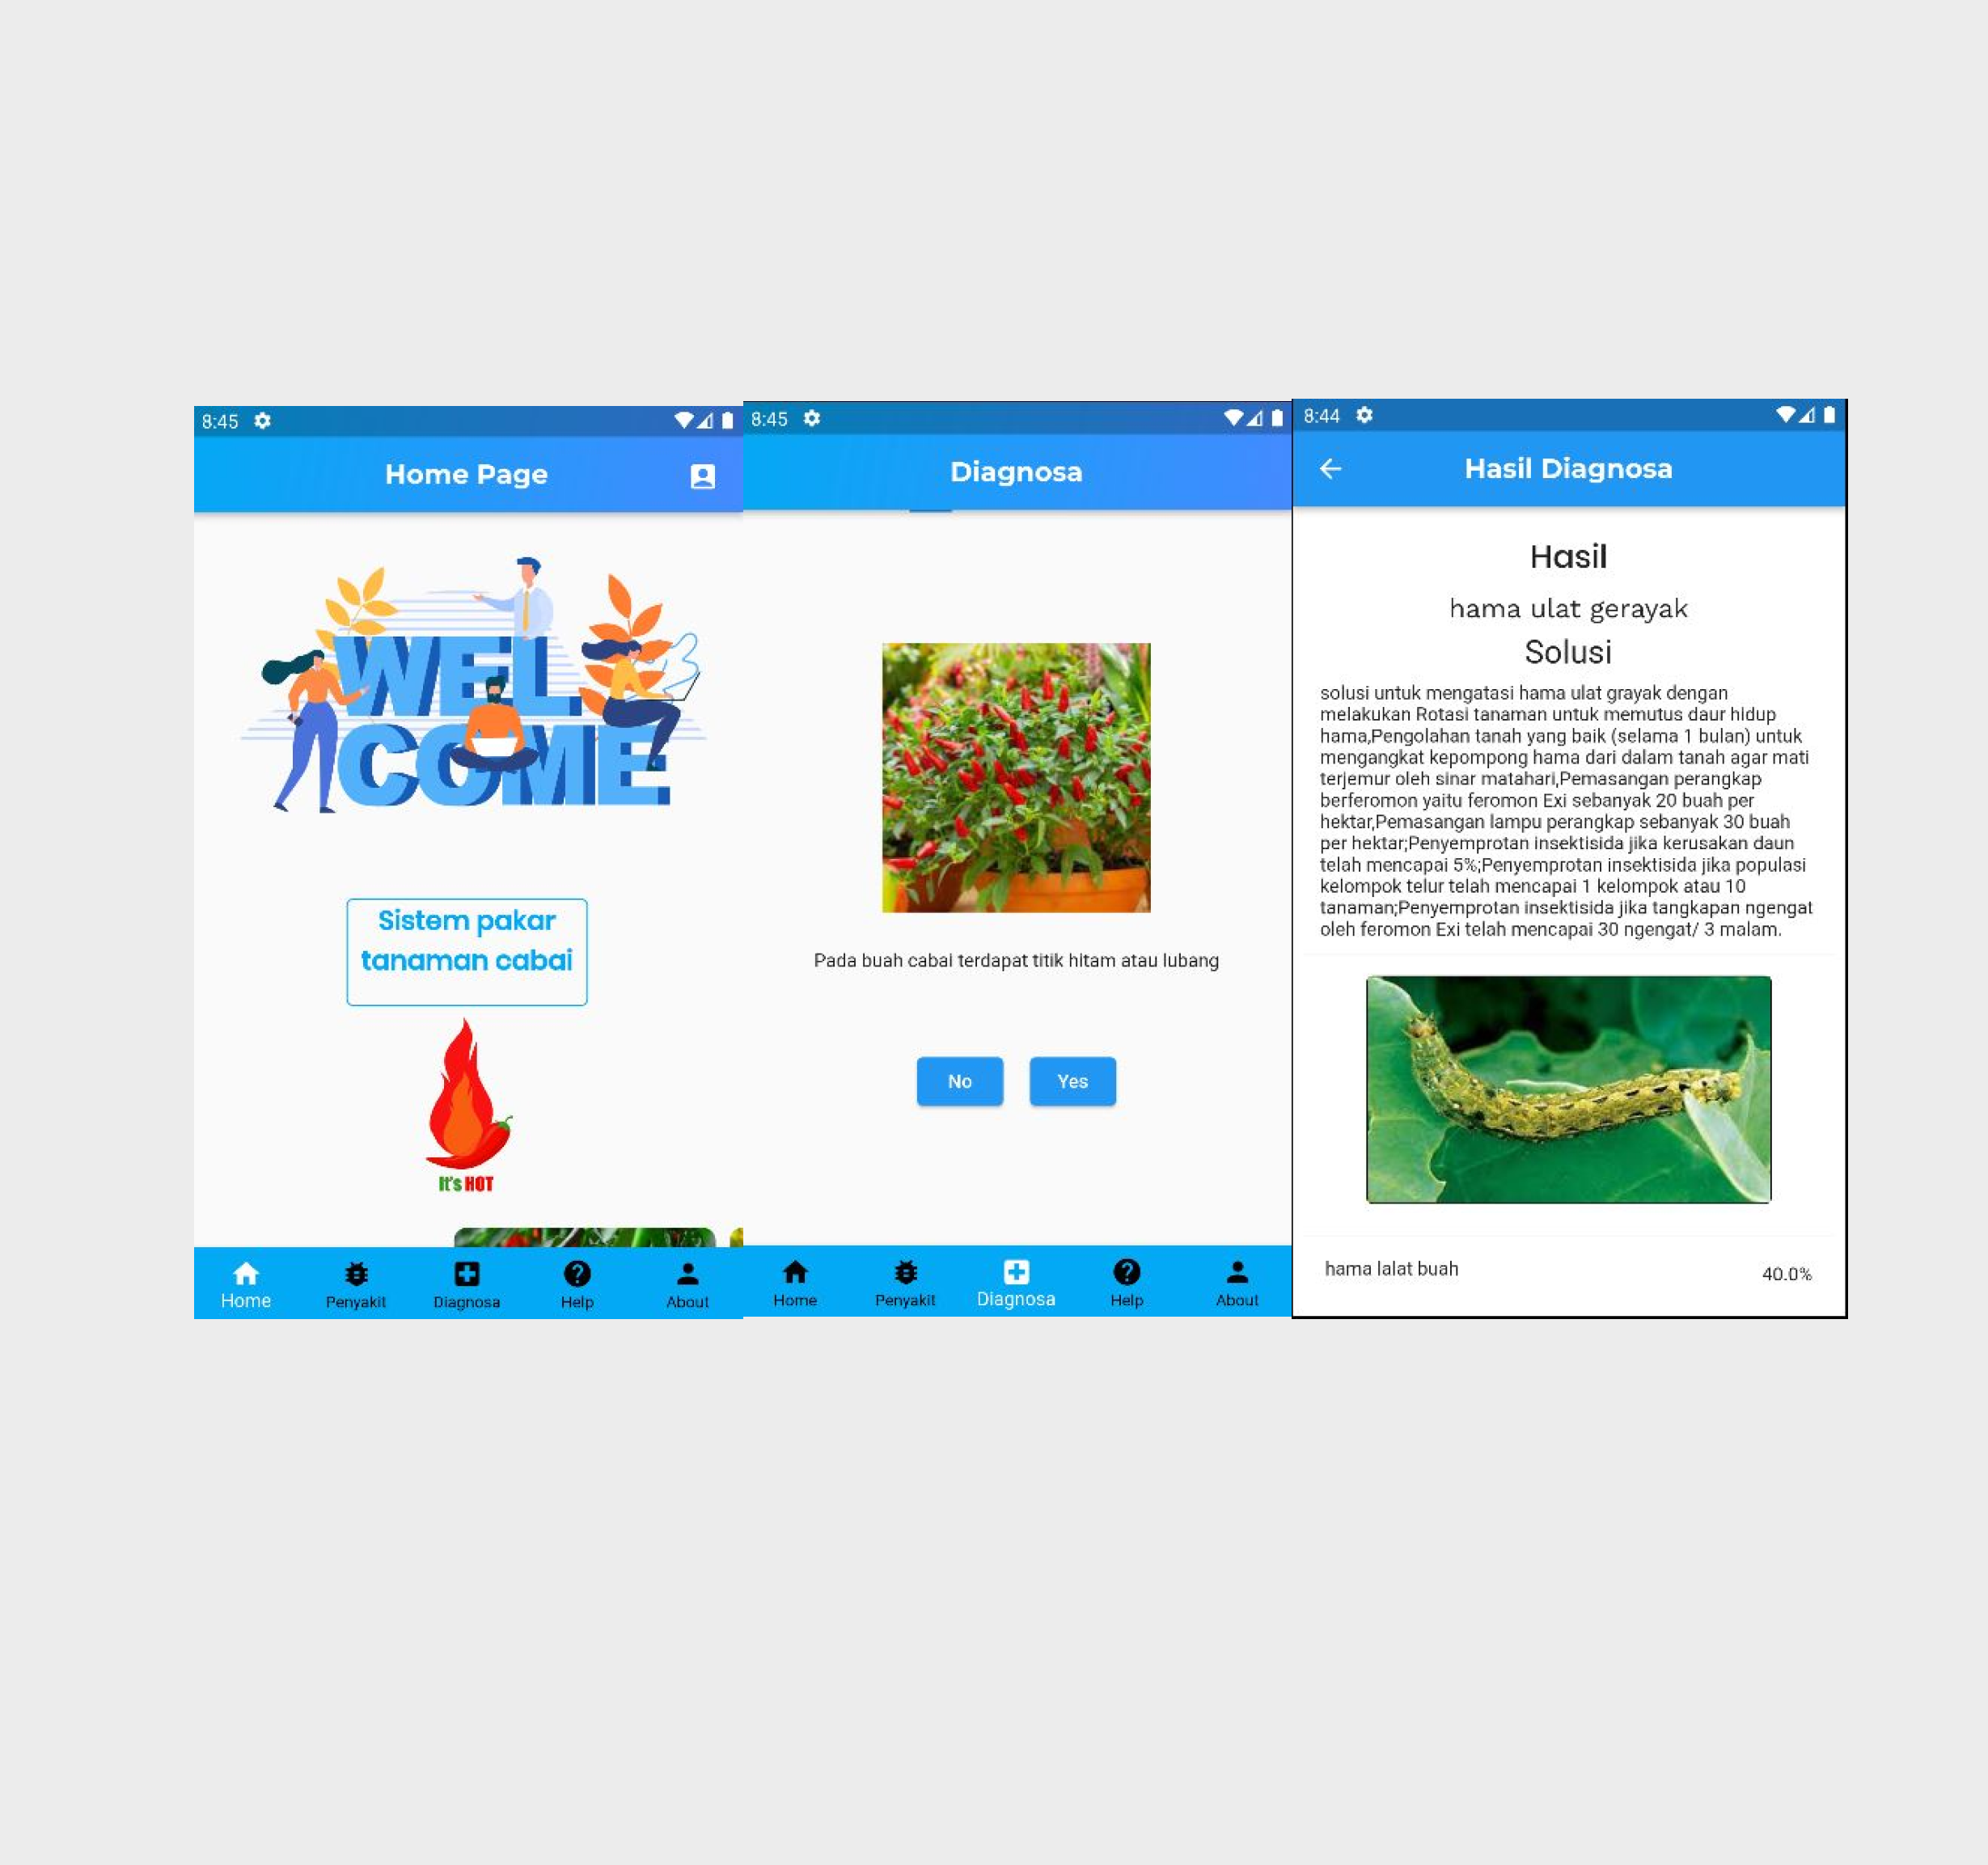 8:45
Home Page
WEL
COME
Sistem pakar
tanaman cabai
It's HOT
Home
Penyakit
Diagnosa
Help
About
8:45
Diagnosa
Pada buah cabai terdapat titik hitam atau lubang
No
Yes
Home
Penyakit
Diagnosa
Help
About
8:44
Hasil Diagnosa
Hasil
hama ulat gerayak
Solusi
solusi untuk mengatasi hama ulat grayak dengan
melakukan Rotasi tanaman untuk memutus daur hidup
hama,Pengolahan tanah yang baik (selama 1 bulan) untuk
mengangkat kepompong hama dari dalam tanah agar mati
terjemur oleh sinar matahari,Pemasangan perangkap
berferomon yaitu feromon Exi sebanyak 20 buah per
hektar,Pemasangan lampu perangkap sebanyak 30 buah
per hektar;Penyemprotan insektisida jika kerusakan daun
telah mencapai 5%;Penyemprotan insektisida jika populasi
kelompok telur telah mencapai 1 kelompok atau 10
tanaman;Penyemprotan insektisida jika tangkapan ngengat
oleh feromon Exi telah mencapai 30 ngengat/ 3 malam.
hama lalat buah
40.0%